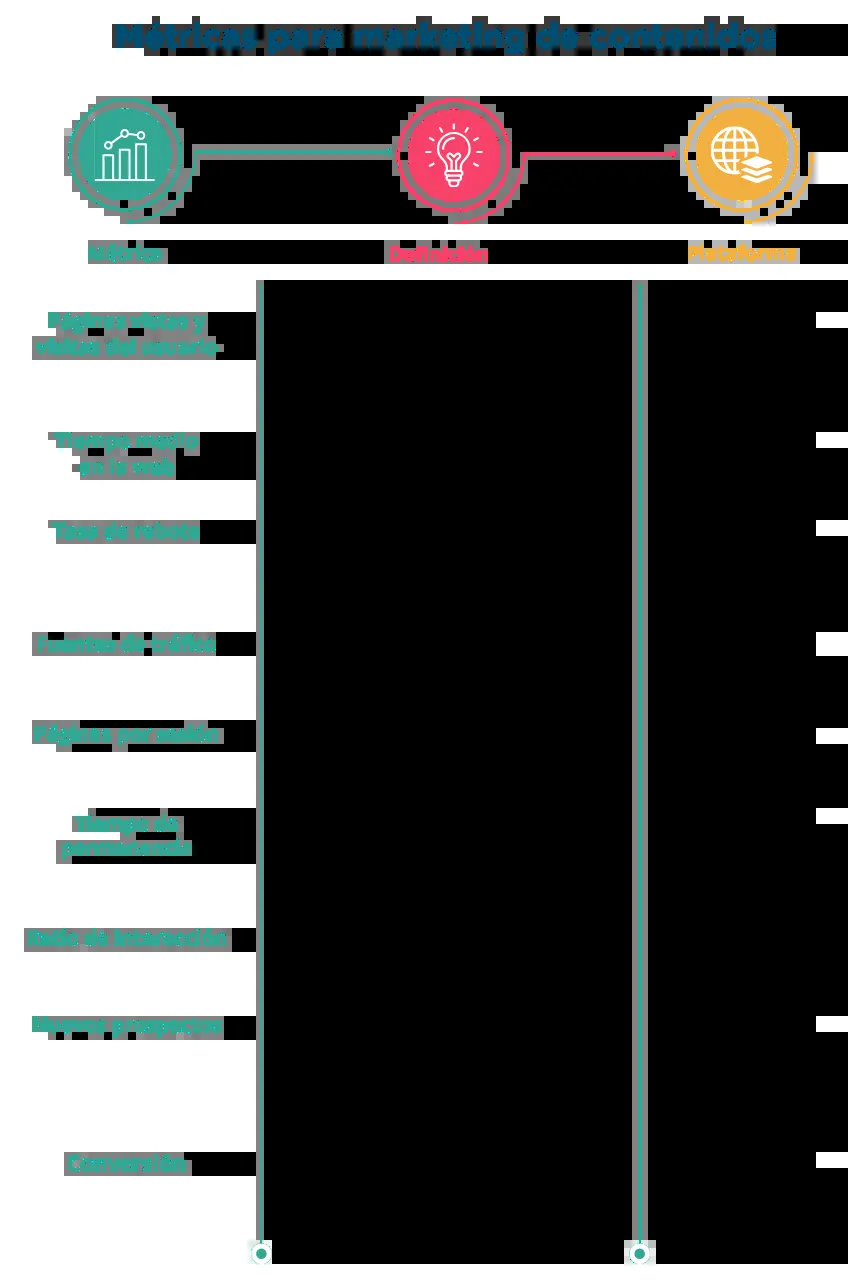 Métricas para marketing de contenidos
Métrica
Definición
Plataforma
Páginas vistas y
visitas del usuario
Tiempo medio
en la web
Tasa de rebote
Fuentes de tráfico
Páginas por sesión
Tiempo de
permanencia
Ratio de interacción
Nuevos prospectos
Conversión